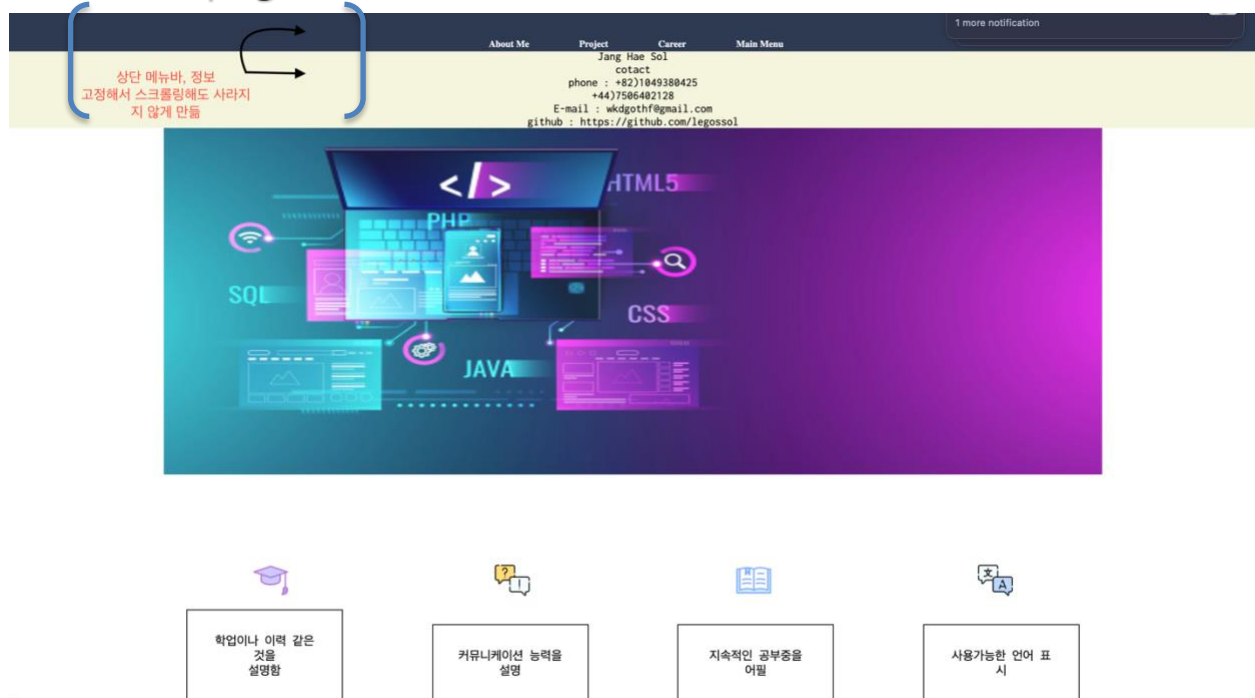 1 more notification
About Me Project Career Main Menu
Jang Hae Sol
cotact
phone : +82)1049380425
+44)7506402128
E-mail : wkdgothf@gmail.com
github : https://github.com/legossol
상단 메뉴바, 정보
고정해서 스크롤링해도 사라지
지 않게 만듦
</>
HTML5
PHP
SQL
CSS
JAVA
학업이나 이력 같은
것을
설명함
커뮤니케이션 능력을
설명
지속적인 공부중을
어필
사용가능한 언어 표
시